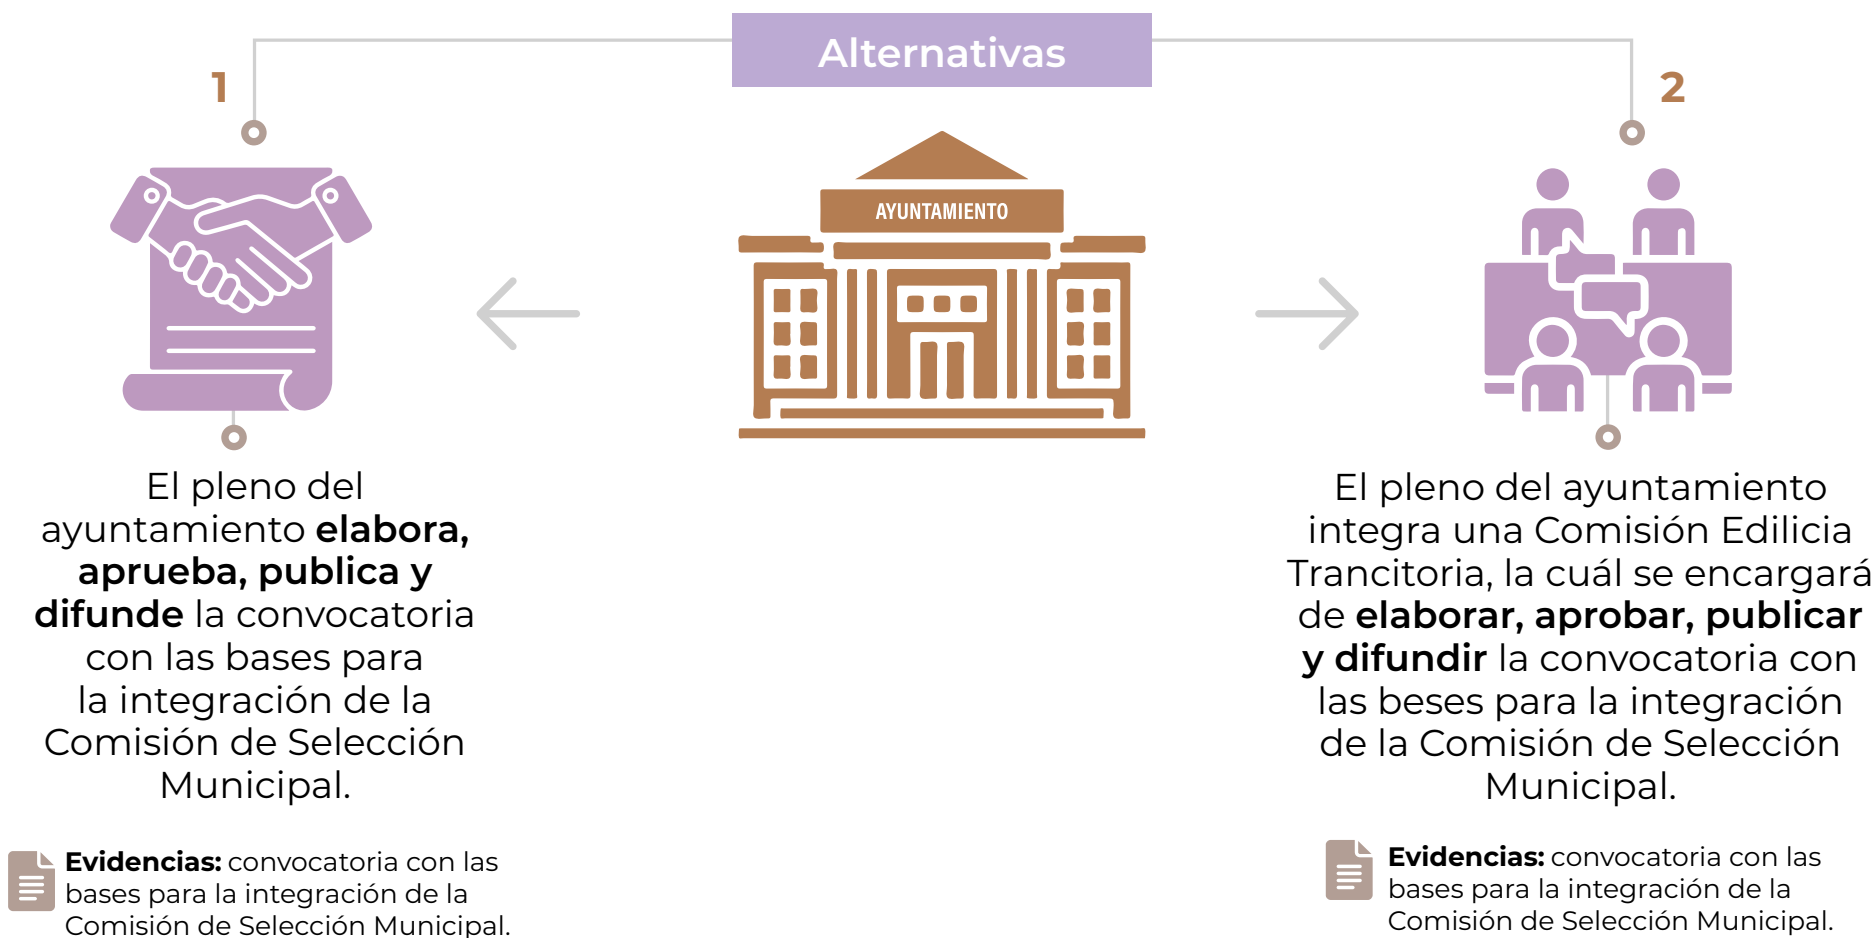 Alternativas
1
2
AYUNTAMIENTO
El pleno del
ayuntamiento elabora,
aprueba, publica y
difunde la convocatoria
con las bases para
la integración de la
Comisión de Selección
Municipal.
Evidencias: convocatoria con las
bases para la integración de la
Comisión de Selección Municipal.
El pleno del ayuntamiento
integra una Comisión Edilicia
Trancitoria, la cuál se encargará
de elaborar, aprobar, publicar
y difundir la convocatoria con
las beses para la integración
de la Comisión de Selección
Municipal.
Evidencias: convocatoria con las
bases para la integración de la
Comisión de Selección Municipal.